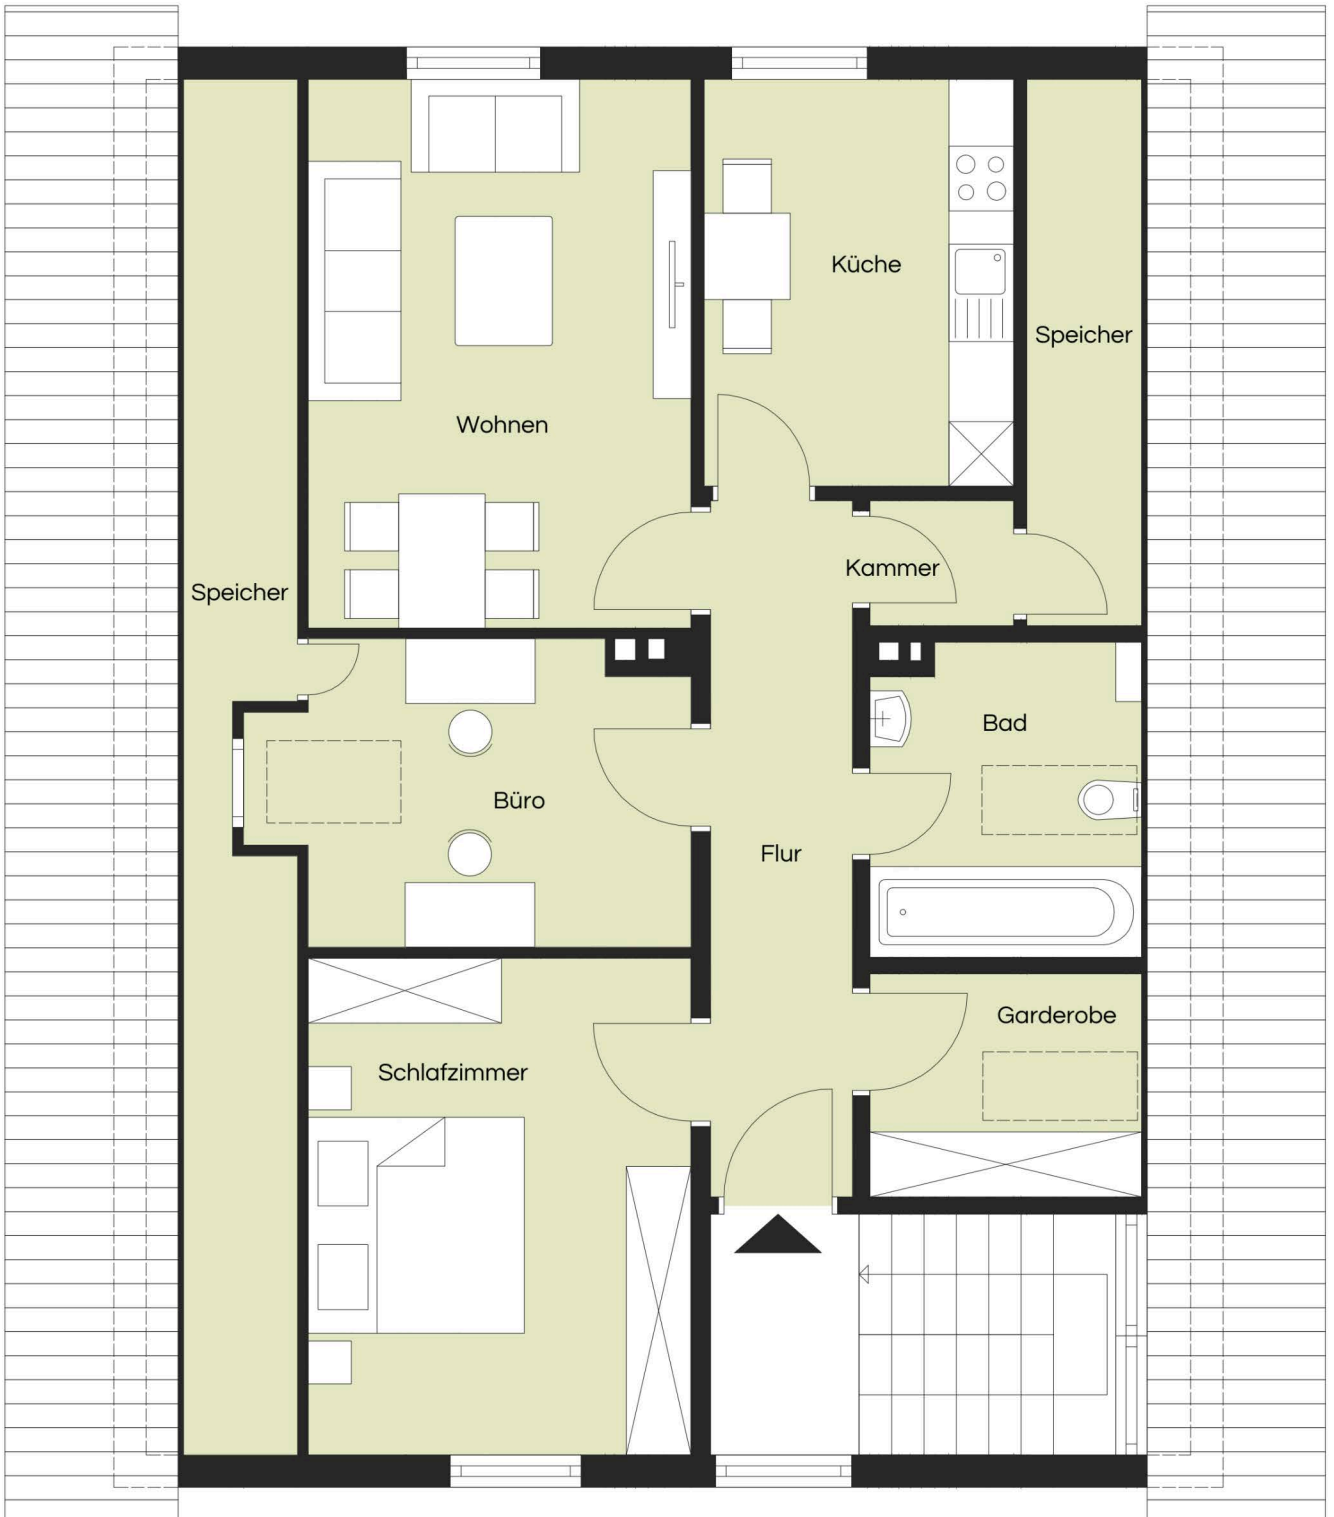 Küche
Speicher
Wohnen
Kammer
Speicher
Bad
Büro
Flur
Garderobe
Schlafzimmer